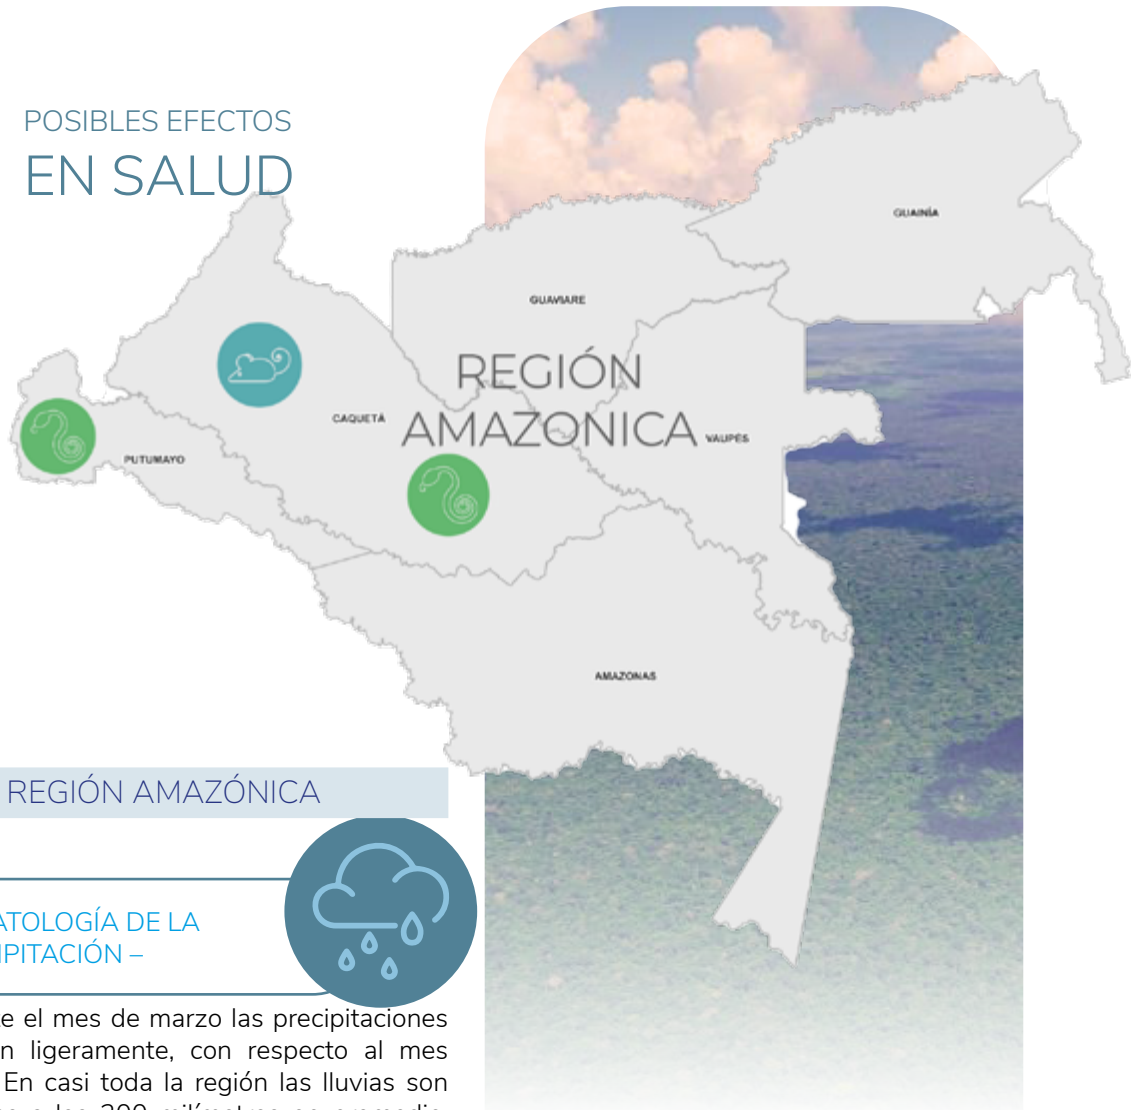 POSIBLES EFECTOS
EN SALUD
GUAINÍA
GUAVIARE
REGIÓN
AMAZONICA
CAQUETÁ
VAUPÉS
PUTUMAYO
AMAZONAS
REGIÓN AMAZÓNICA
ATOLOGÍA DE LA
IPITACIÓN –
e el mes de marzo las precipitaciones
n ligeramente, con respecto al mes
En casi toda la región las lluvias son